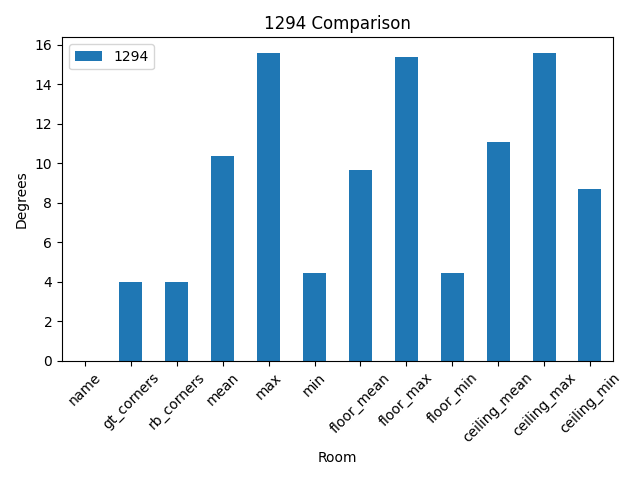 1294 Comparison
1294
16
14
12
10
8
6
4
2
0
Degrees
name
gt_corners
rb_corners
mean
max
min
floor_mean
floor_max
floor_min
ceiling_mean
ceiling_max
ceiling_min
Room